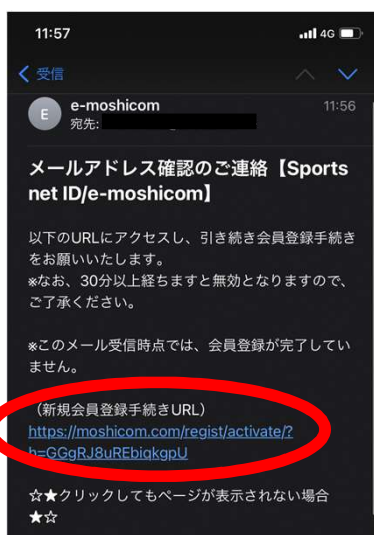 11:57
4G
受信
E
e-moshicom
11:56
宛先:
メールアドレス確認のご連絡【Sports
net ID/e-moshicom】
以下のURLにアクセスし、引き続き会員登録手続き
をお願いいたします。
※なお、30分以上経ちますと無効となりますので、
ご了承ください。
※このメール受信時点では、会員登録が完了してい
ません。
（新規会員登録手続きURL）
https://moshicom.com/regist/activate/?
h=GGgRJ8uREbiqkgpU
☆★クリックしてもページが表示されない場合
★☆